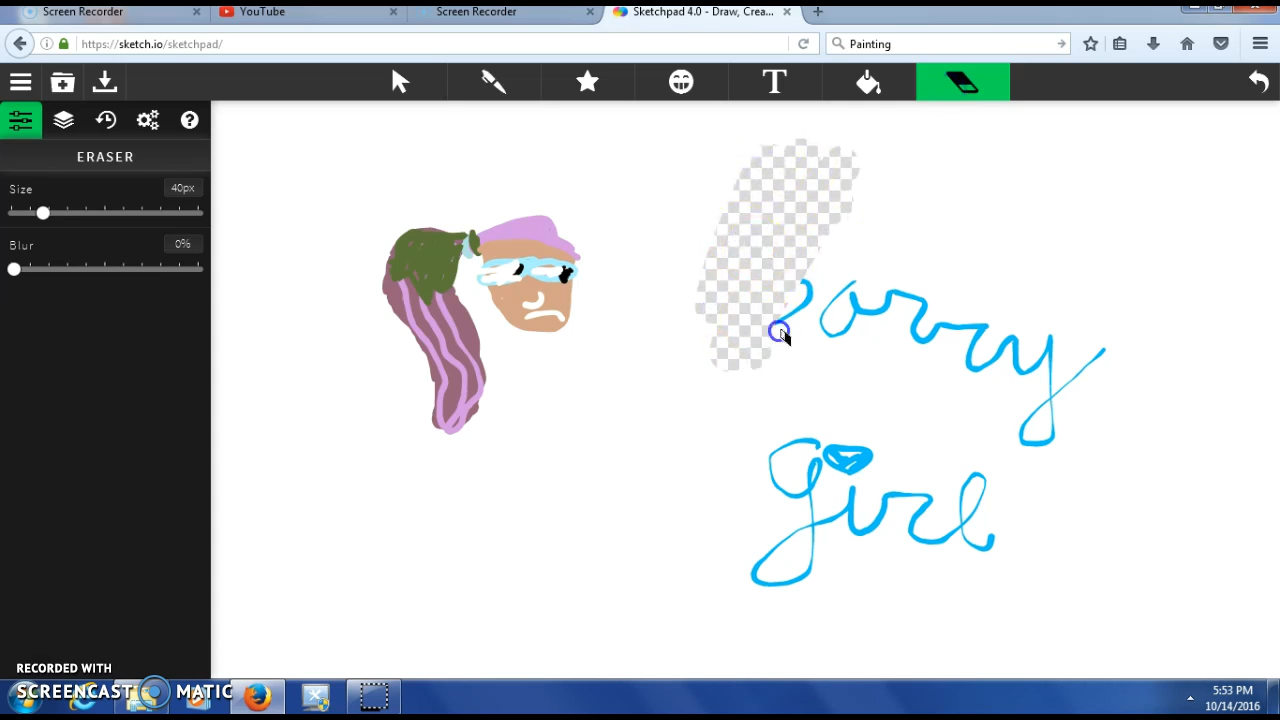 Screen Recorder
YouTube
Screen Recorder
Sketchpad 4.0 - Draw, Crea...
https://sketch.io/sketchpad/
Painting
T
ERASER
Size
40px
Blur
0%
girl
RECORDED WITH
SCREENCAST MATIC
5:53 PM
10/14/2016